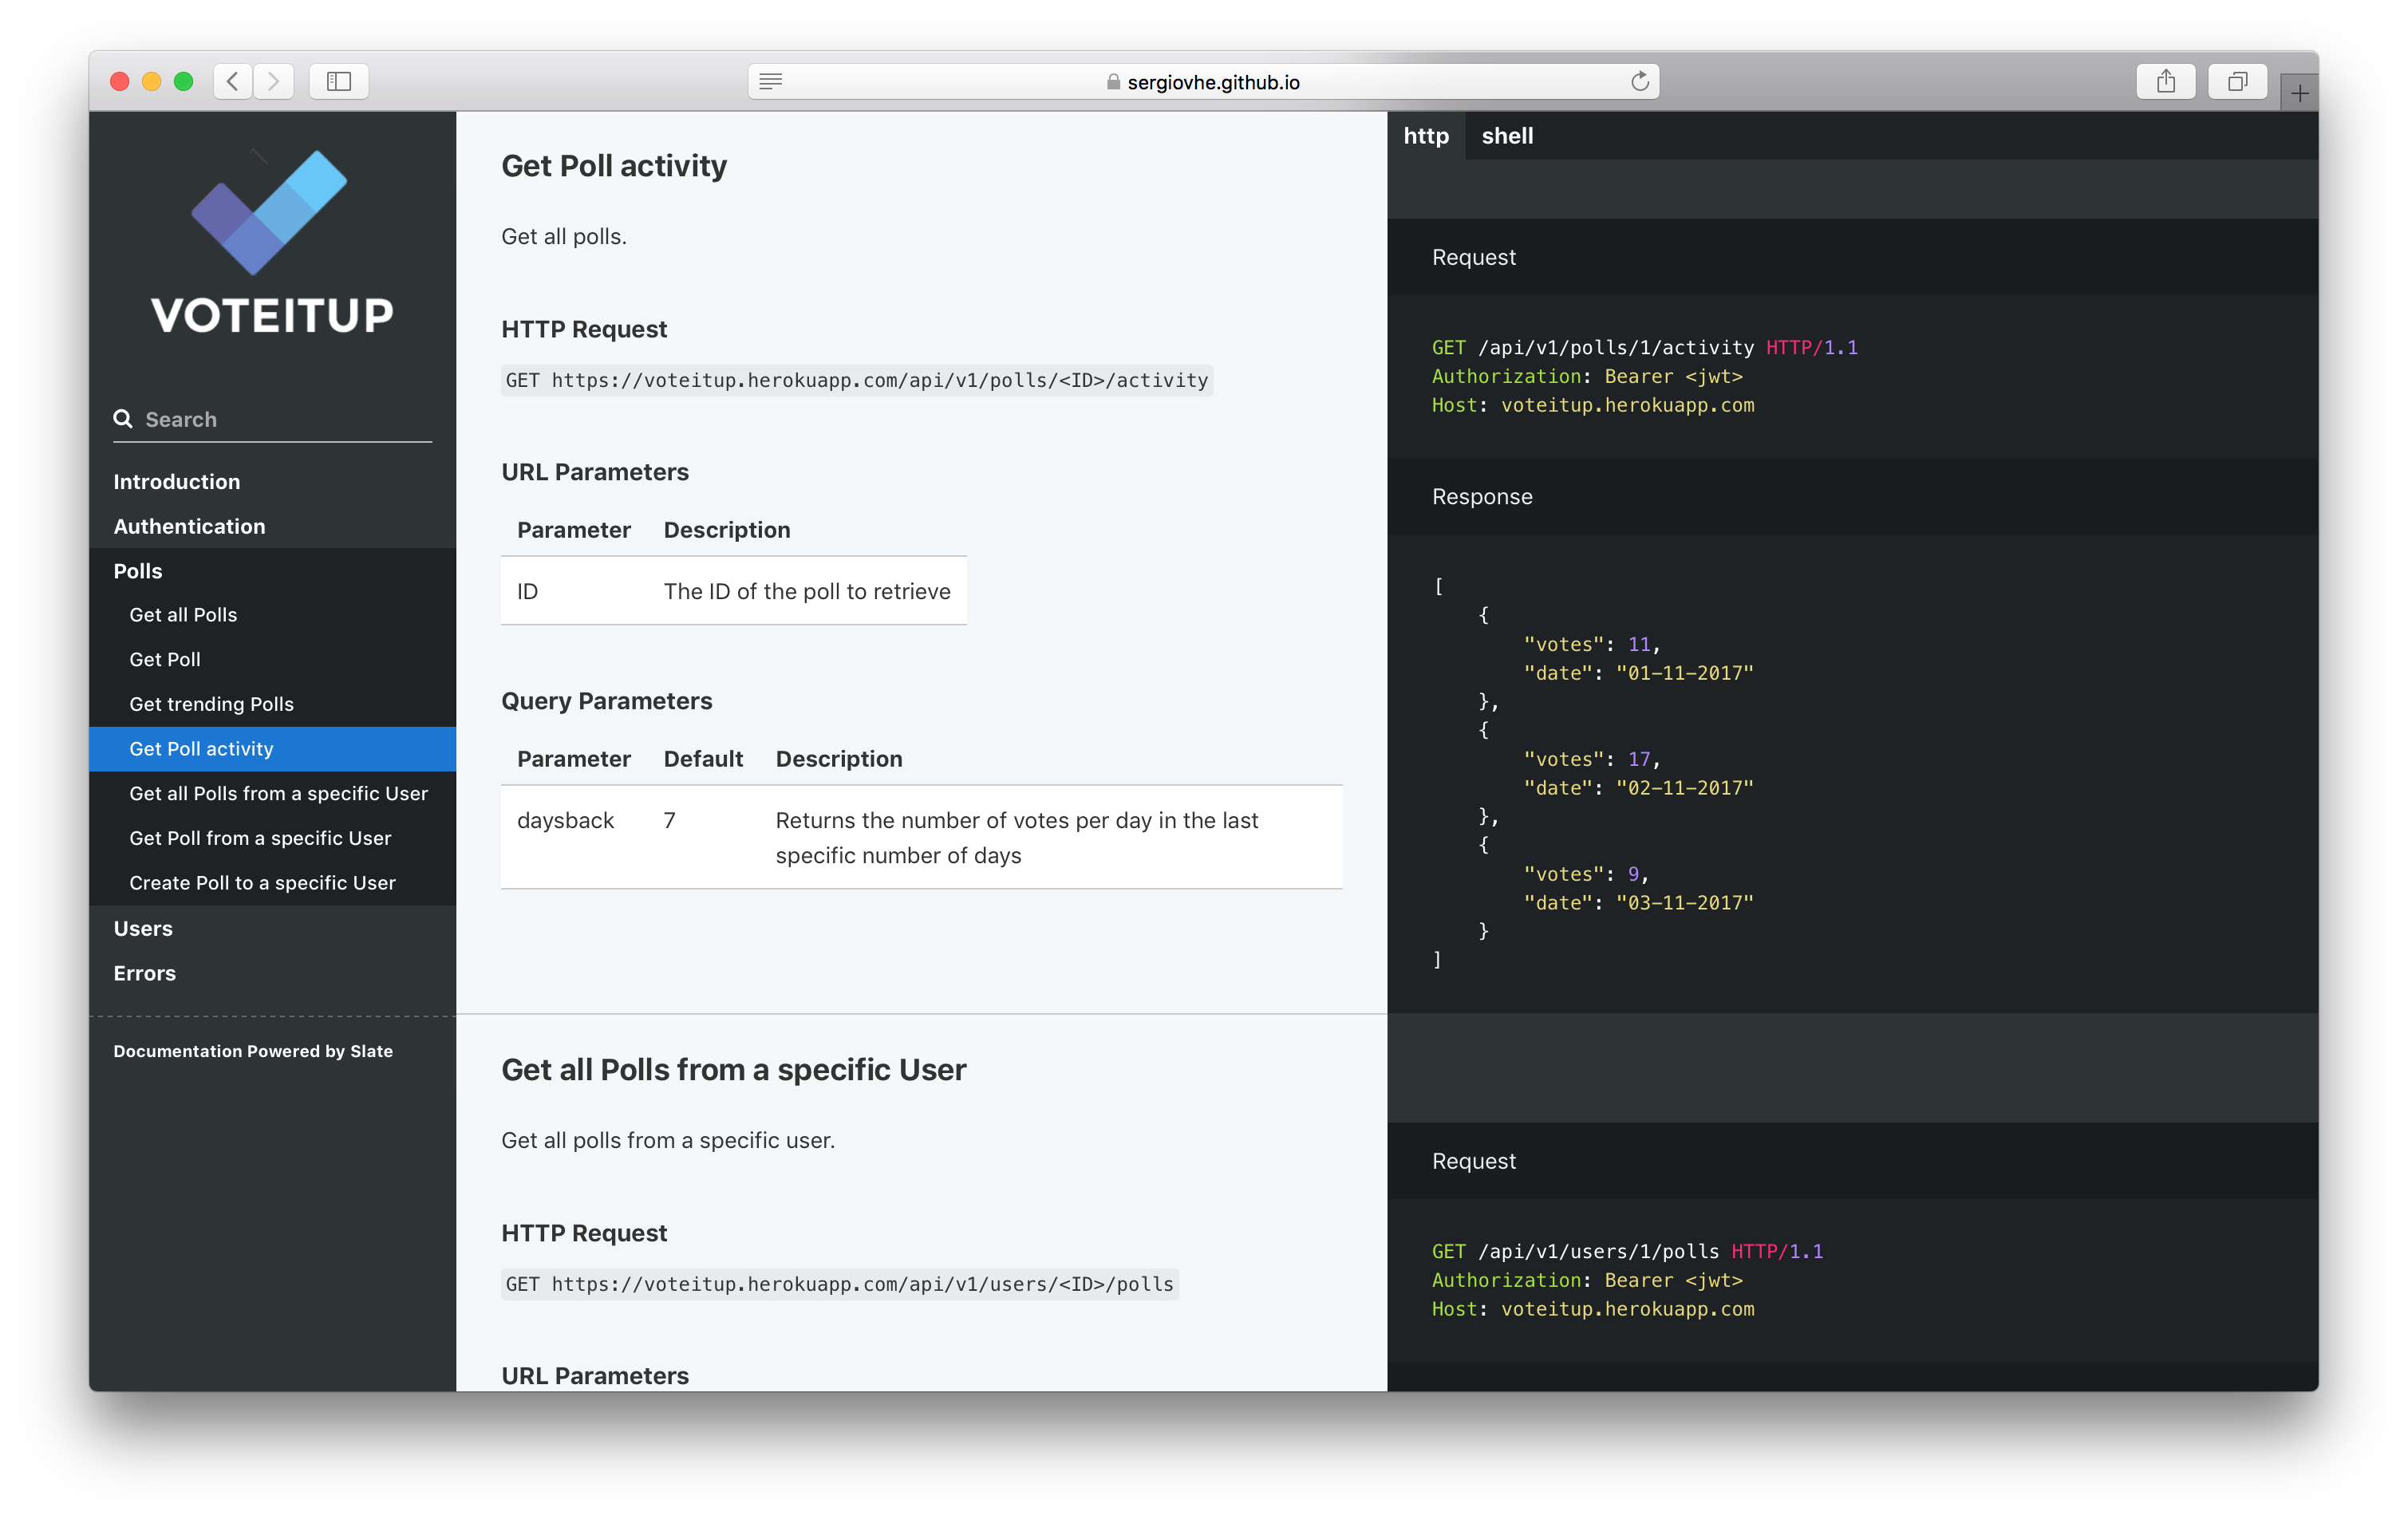 sergiovhe.github.io
VOTEITUP
Search
Introduction
Authentication
Polls
Get all Polls
Get Poll
Get trending Polls
Get Poll activity
Get all Polls from a specific User
Get Poll from a specific User
Create Poll to a specific User
Users
Errors
Documentation Powered by Slate
Get Poll activity
Get all polls.
HTTP Request
GET https://voteitup.herokuapp.com/api/v1/polls/<ID>/activity
URL Parameters
Parameter Description
ID The ID of the poll to retrieve
Query Parameters
Parameter Default Description
daysback 7 Returns the number of votes per day in the last
specific number of days
Get all Polls from a specific User
Get all polls from a specific user.
HTTP Request
GET https://voteitup.herokuapp.com/api/v1/users/<ID>/polls
URL Parameters
http shell
Request
GET /api/v1/polls/1/activity HTTP/1.1
Authorization: Bearer <jwt>
Host: voteitup.herokuapp.com
Response
[
    {
        "votes": 11,
        "date": "01-11-2017"
    },
    {
        "votes": 17,
        "date": "02-11-2017"
    },
    {
        "votes": 9,
        "date": "03-11-2017"
    }
]
Request
GET /api/v1/users/1/polls HTTP/1.1
Authorization: Bearer <jwt>
Host: voteitup.herokuapp.com